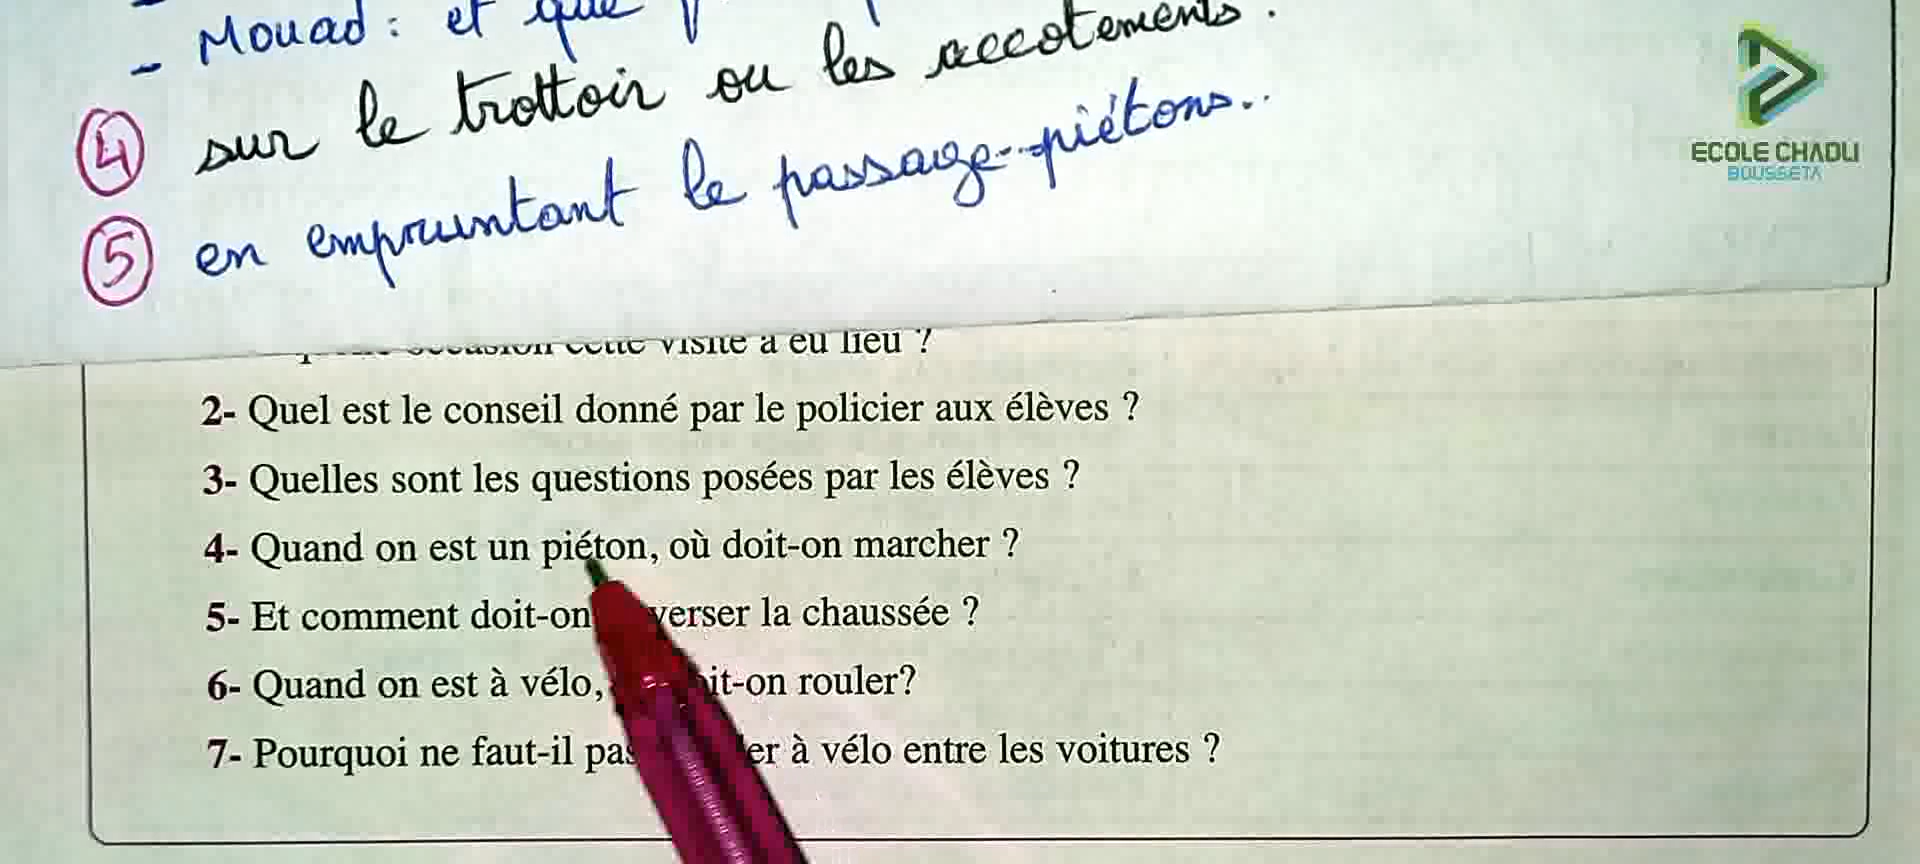 - Mouad : et que
④ sur le trottoir ou les accotements.
⑤ en empruntant le passage-piétons..
ECOLE CHADLI
BOUSSETA
occasion cette visite a eu lieu ?
2- Quel est le conseil donné par le policier aux élèves ?
3- Quelles sont les questions posées par les élèves ?
4- Quand on est un piéton, où doit-on marcher ?
5- Et comment doit-on verser la chaussée ?
6- Quand on est à vélo, it-on rouler?
7- Pourquoi ne faut-il pas er à vélo entre les voitures ?